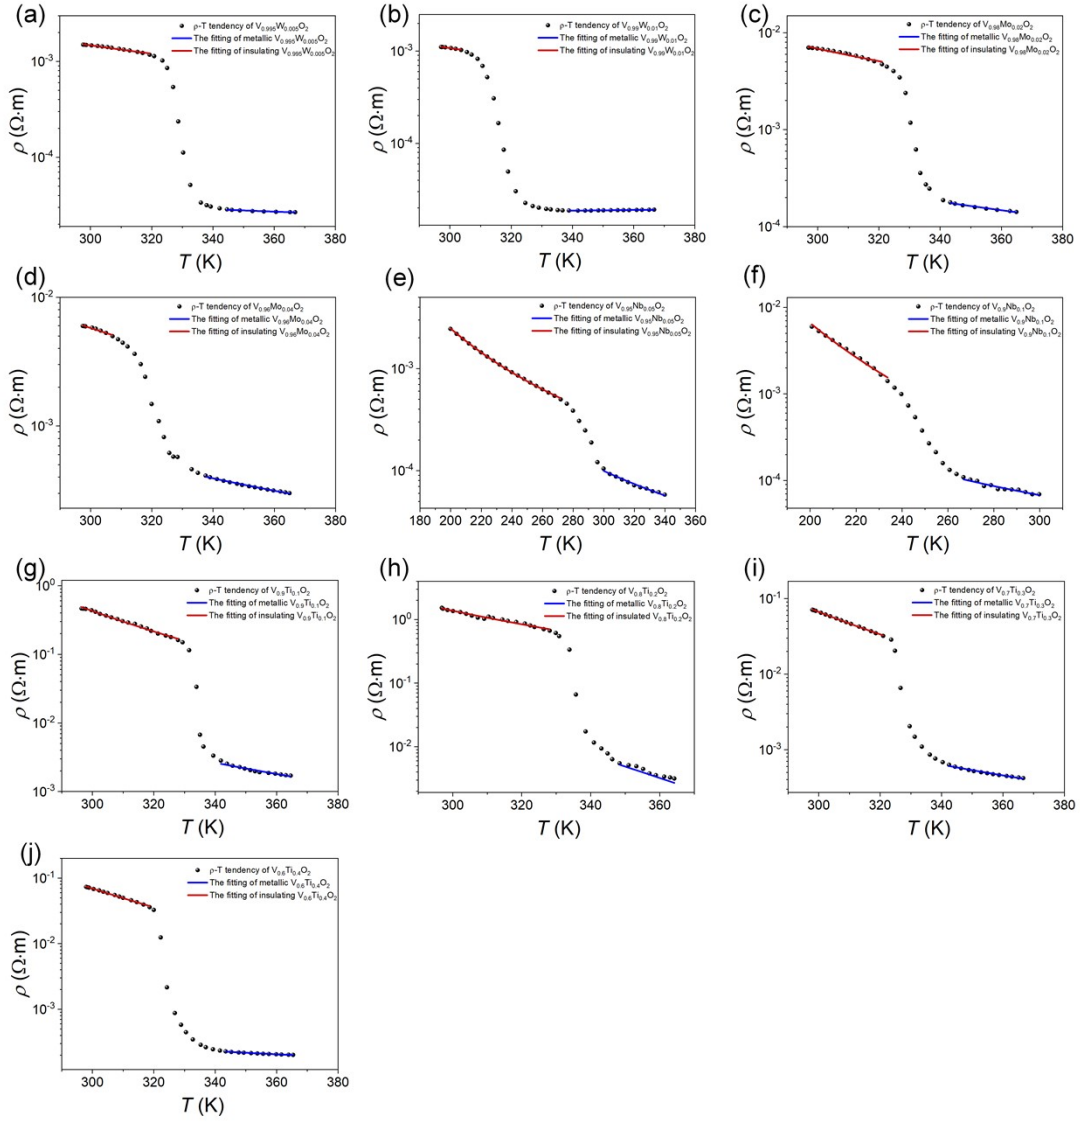 (a)
ρ-T tendency of V0.995W0.005O2
The fitting of metallic V0.995W0.005O2
The fitting of insulating V0.995W0.005O2
10-3
10-4
ρ (Ω·m)
300 320 340 360 380
T (K)
(b)
ρ-T tendency of V0.99W0.01O2
The fitting of metallic V0.99W0.01O2
The fitting of insulating V0.99W0.01O2
10-3
10-4
ρ (Ω·m)
300 320 340 360 380
T (K)
(c)
ρ-T tendency of V0.98Mo0.02O2
The fitting of metallic V0.98Mo0.02O2
The fitting of insulating V0.98Mo0.02O2
10-2
10-3
10-4
ρ (Ω·m)
300 320 340 360 380
T (K)
(d)
ρ-T tendency of V0.96Mo0.04O2
The fitting of metallic V0.96Mo0.04O2
The fitting of insulating V0.96Mo0.04O2
10-2
10-3
ρ (Ω·m)
300 320 340 360 380
T (K)
(e)
ρ-T tendency of V0.95Nb0.05O2
The fitting of metallic V0.95Nb0.05O2
The fitting of insulating V0.95Nb0.05O2
10-3
10-4
ρ (Ω·m)
180 200 220 240 260 280 300 320 340 360
T (K)
(f)
ρ-T tendency of V0.9Nb0.1O2
The fitting of metallic V0.9Nb0.1O2
The fitting of insulating V0.9Nb0.1O2
10-2
10-3
10-4
ρ (Ω·m)
200 220 240 260 280 300
T (K)
(g)
ρ-T tendency of V0.9Ti0.1O2
The fitting of metallic V0.9Ti0.1O2
The fitting of insulating V0.9Ti0.1O2
100
10-1
10-2
10-3
ρ (Ω·m)
300 320 340 360 380
T (K)
(h)
ρ-T tendency of V0.8Ti0.2O2
The fitting of metallic V0.8Ti0.2O2
The fitting of insulated V0.8Ti0.2O2
100
10-1
10-2
ρ (Ω·m)
300 320 340 360
T (K)
(i)
ρ-T tendency of V0.7Ti0.3O2
The fitting of metallic V0.7Ti0.3O2
The fitting of insulating V0.7Ti0.3O2
10-1
10-2
10-3
ρ (Ω·m)
300 320 340 360 380
T (K)
(j)
ρ-T tendency of V0.6Ti0.4O2
The fitting of metallic V0.6Ti0.4O2
The fitting of insulating V0.6Ti0.4O2
10-1
10-2
10-3
ρ (Ω·m)
300 320 340 360 380
T (K)